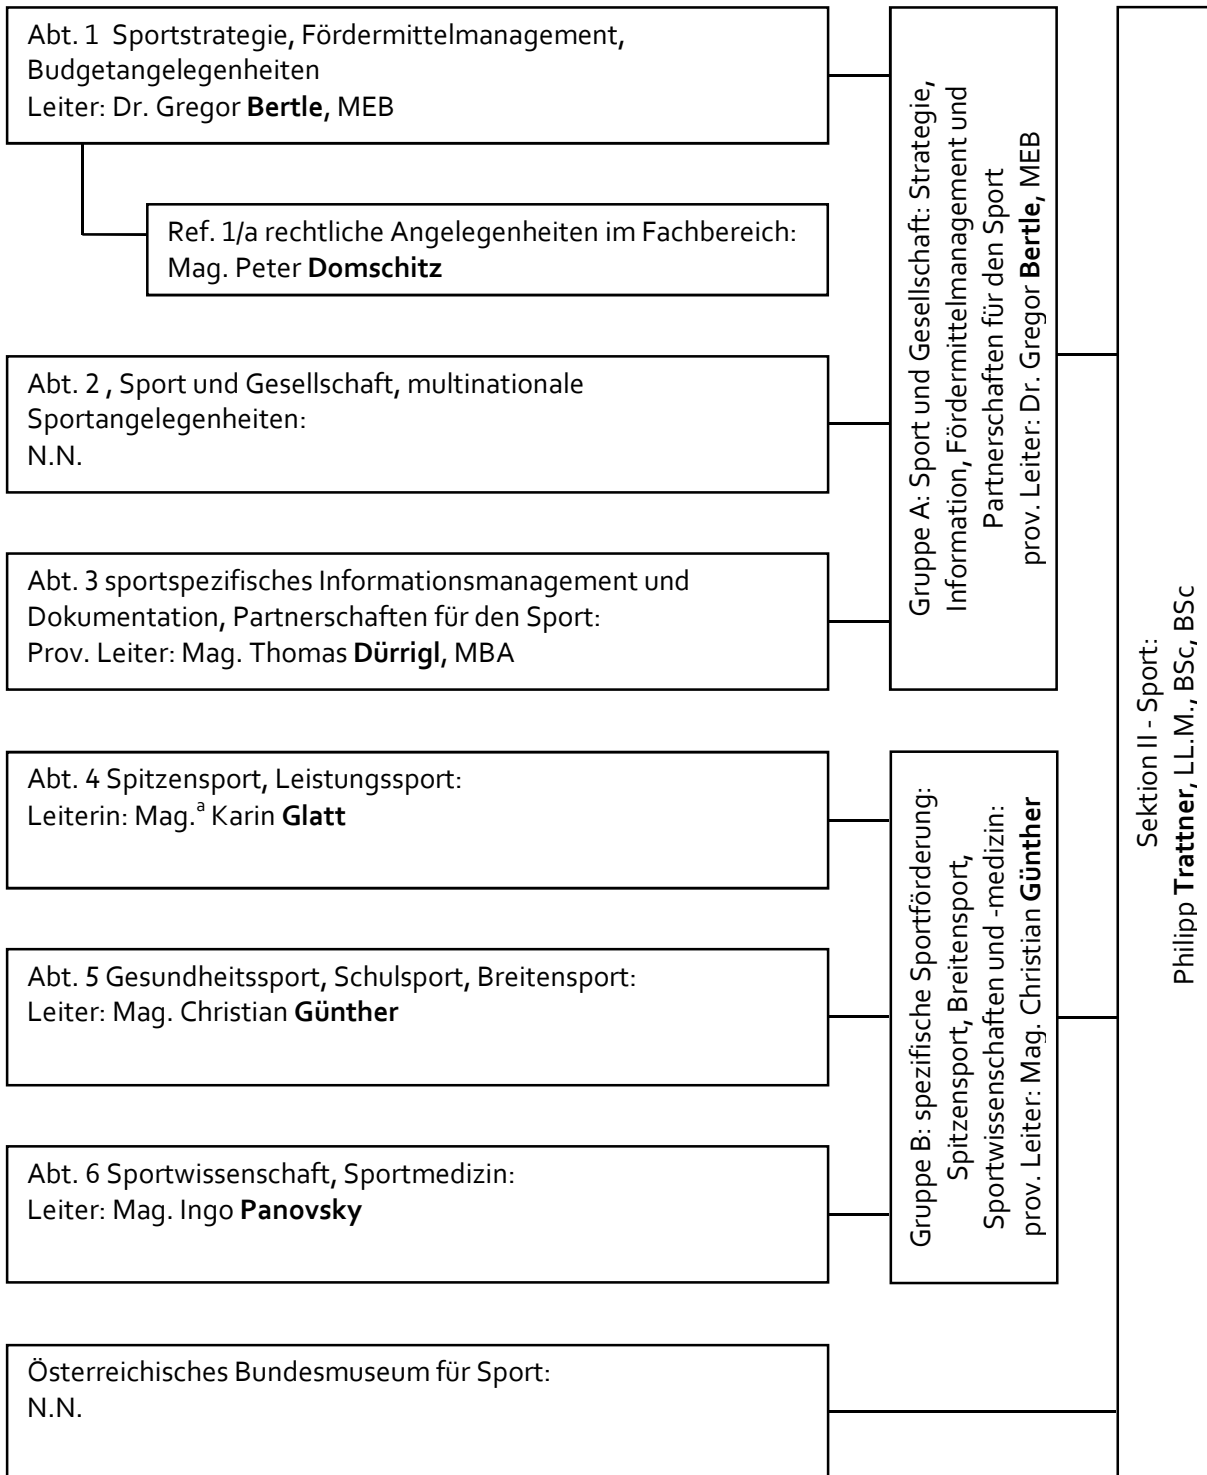 Abt. 1 Sportstrategie, Fördermittelmanagement,
Budgetangelegenheiten
Leiter: Dr. Gregor Bertle, MEB
Ref. 1/a rechtliche Angelegenheiten im Fachbereich:
Mag. Peter Domschitz
Abt. 2 , Sport und Gesellschaft, multinationale
Sportangelegenheiten:
N.N.
Abt. 3 sportspezifisches Informationsmanagement und
Dokumentation, Partnerschaften für den Sport:
Prov. Leiter: Mag. Thomas Dürrigl, MBA
Gruppe A: Sport und Gesellschaft: Strategie,
Information, Fördermittelmanagement und
Partnerschaften für den Sport
prov. Leiter: Dr. Gregor Bertle, MEB
Abt. 4 Spitzensport, Leistungssport:
Leiterin: Mag.ª Karin Glatt
Abt. 5 Gesundheitssport, Schulsport, Breitensport:
Leiter: Mag. Christian Günther
Abt. 6 Sportwissenschaft, Sportmedizin:
Leiter: Mag. Ingo Panovsky
Gruppe B: spezifische Sportförderung:
Spitzensport, Breitensport,
Sportwissenschaften und -medizin:
prov. Leiter: Mag. Christian Günther
Österreichisches Bundesmuseum für Sport:
N.N.
Sektion II - Sport:
Philipp Trattner, LL.M., BSc, BSc